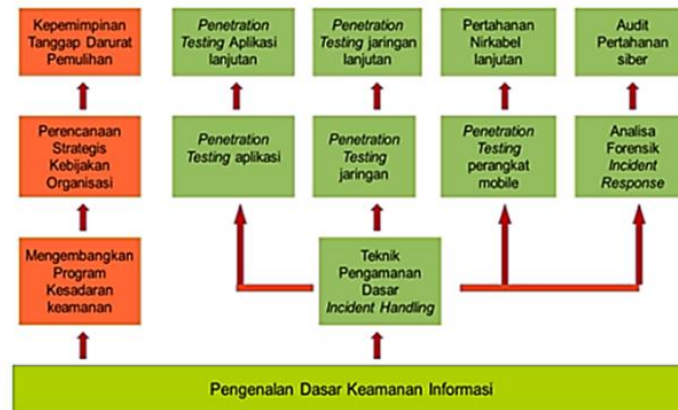 Kepemimpinan
Tanggap Darurat
Pemulihan
Penetration
Testing Aplikasi
lanjutan
Penetration
Testing jaringan
lanjutan
Pertahanan
Nirkabel
lanjutan
Audit
Pertahanan
siber
Perencanaan
Strategis
Kebijakan
Organisasi
Penetration
Testing aplikasi
Penetration
Testing
jaringan
Penetration
Testing
perangkat
mobile
Analisa
Forensik
Incident
Response
Mengembangkan
Program
Kesadaran
keamanan
Teknik
Pengamanan
Dasar
Incident Handling
Pengenalan Dasar Keamanan Informasi